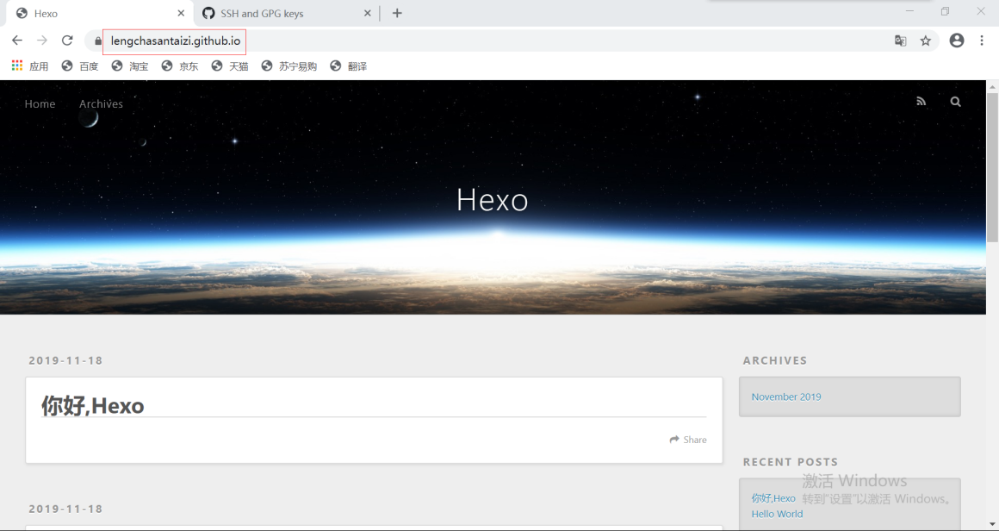 Hexo
SSH and GPG keys
lengchasantaizi.github.io
应用 百度 淘宝 京东 天猫 苏宁易购 翻译
Home Archives
Hexo
2019-11-18
你好,Hexo
Share
2019-11-18
ARCHIVES
November 2019
RECENT POSTS
你好,Hexo
Hello World
激活 Windows
转到"设置"以激活 Windows。